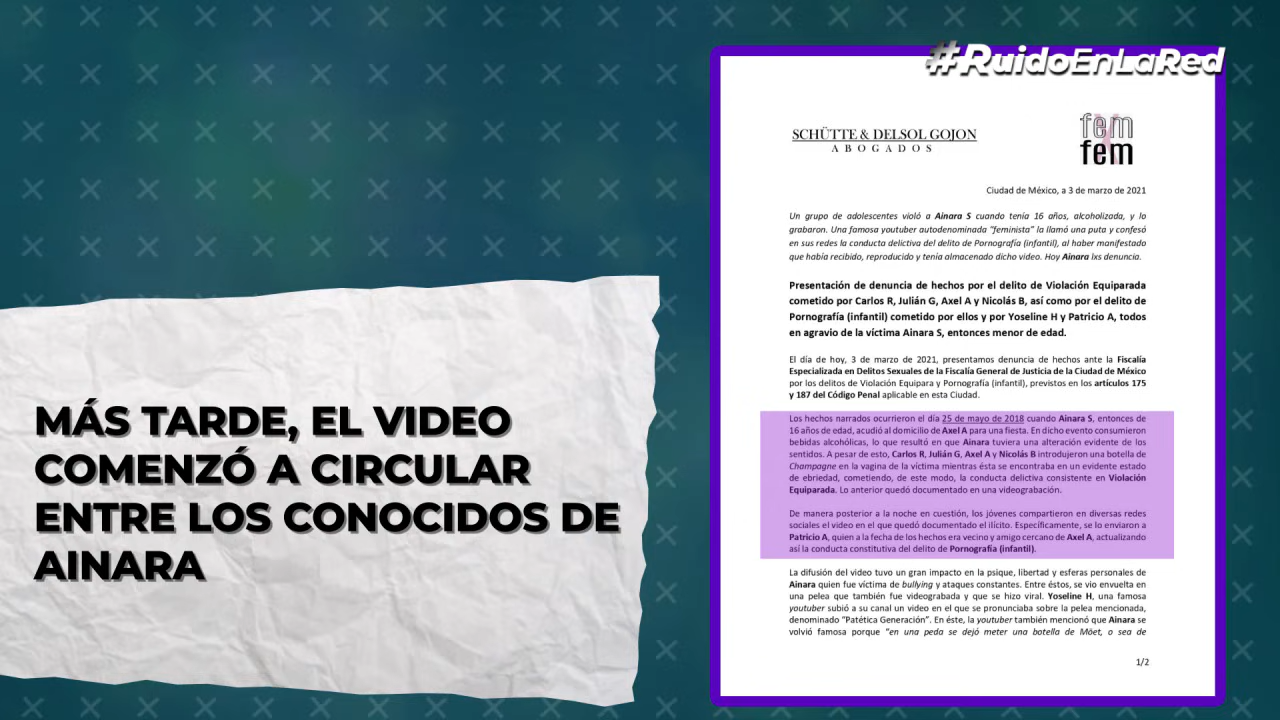 #RuidoEnLaRed
MÁS TARDE, EL VIDEO
COMENZÓ A CIRCULAR
ENTRE LOS CONOCIDOS DE
AINARA
SCHÜTTE & DELSOL GOJON
ABOGADOS
fem
fem
Ciudad de México, a 3 de marzo de 2021
Un grupo de adolescentes violó a Ainara S cuando tenía 16 años, alcoholizada, y lo
grabaron. Una famosa youtuber autodenominada “feminista” la llamó una puta y confesó
en sus redes la conducta delictiva del delito de Pornografía (infantil), al haber manifestado
que había recibido, reproducido y tenía almacenado dicho video. Hoy Ainara lxs denuncia.
Presentación de denuncia de hechos por el delito de Violación Equiparada
cometido por Carlos R, Julián G, Axel A y Nicolás B, así como por el delito de
Pornografía (infantil) cometido por ellos y por Yoseline H y Patricio A, todos
en agravio de la víctima Ainara S, entonces menor de edad.
El día de hoy, 3 de marzo de 2021, presentamos denuncia de hechos ante la Fiscalía
Especializada en Delitos Sexuales de la Fiscalía General de Justicia de la Ciudad de México
por los delitos de Violación Equipara y Pornografía (infantil), previstos en los artículos 175
y 187 del Código Penal aplicable en esta Ciudad.
Los hechos narrados ocurrieron el día 25 de mayo de 2018 cuando Ainara S, entonces de
16 años de edad, acudió al domicilio de Axel A para una fiesta. En dicho evento consumieron
bebidas alcohólicas, lo que resultó en que Ainara tuviera una alteración evidente de los
sentidos. A pesar de esto, Carlos R, Julián G, Axel A y Nicolás B introdujeron una botella de
Champagne en la vagina de la víctima mientras ésta se encontraba en un evidente estado
de ebriedad, cometiendo, de este modo, la conducta delictiva consistente en Violación
Equiparada. Lo anterior quedó documentado en una videograbación.
De manera posterior a la noche en cuestión, los jóvenes compartieron en diversas redes
sociales el video en el que quedó documentado el ilícito. Específicamente, se lo enviaron a
Patricio A, quien a la fecha de los hechos era vecino y amigo cercano de Axel A, actualizando
así la conducta constitutiva del delito de Pornografía (infantil).
La difusión del video tuvo un gran impacto en la psique, libertad y esferas personales de
Ainara quien fue víctima de bullying y ataques constantes. Entre éstos, se vio envuelta en
una pelea que también fue videograbada y que se hizo viral. Yoseline H, una famosa
youtuber subió a su canal un video en el que se pronunciaba sobre la pelea mencionada,
denominado “Patética Generación”. En éste, la youtuber también mencionó que Ainara se
volvió famosa porque “en una peda se dejó meter una botella de Möet, o sea de
1/2